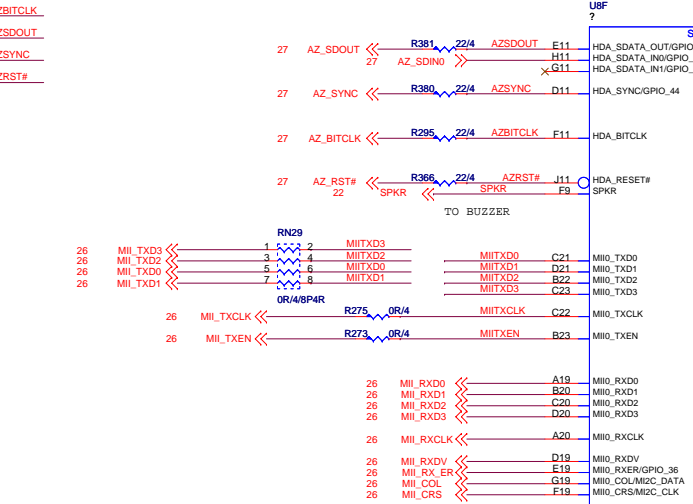 U8F
?
ZBITCLK
ZSDOUT
ZSYNC
ZRST#
27 AZ_SDOUT R381 22/4 AZSDOUT E11 HDA_SDATA_OUT/GPIO
27 AZ_SDIN0 H11 HDA_SDATA_IN0/GPIO_
G11 HDA_SDATA_IN1/GPIO_
27 AZ_SYNC R380 22/4 AZSYNC D11 HDA_SYNC/GPIO_44
27 AZ_BITCLK R295 22/4 AZBITCLK F11 HDA_BITCLK
27 AZ_RST# R366 22/4 AZRST# J11 HDA_RESET#
22 SPKR SPKR F9 SPKR
TO BUZZER
RN29
26 MII_TXD3 1 2 MIITXD3
26 MII_TXD2 3 4 MIITXD2
26 MII_TXD0 5 6 MIITXD0
26 MII_TXD1 7 8 MIITXD1
0R/4/8P4R
MIITXD0 C21 MII0_TXD0
MIITXD1 D21 MII0_TXD1
MIITXD2 B22 MII0_TXD2
MIITXD3 C23 MII0_TXD3
26 MII_TXCLK R275 0R/4 MIITXCLK C22 MII0_TXCLK
26 MII_TXEN R273 0R/4 MIITXEN B23 MII0_TXEN
26 MII_RXD0 A19 MII0_RXD0
26 MII_RXD1 B20 MII0_RXD1
26 MII_RXD2 C20 MII0_RXD2
26 MII_RXD3 D20 MII0_RXD3
26 MII_RXCLK A20 MII0_RXCLK
26 MII_RXDV D19 MII0_RXDV
26 MII_RX_ER E19 MII0_RXER/GPIO_36
26 MII_COL G19 MII0_COL/MI2C_DATA
26 MII_CRS F19 MII0_CRS/MI2C_CLK